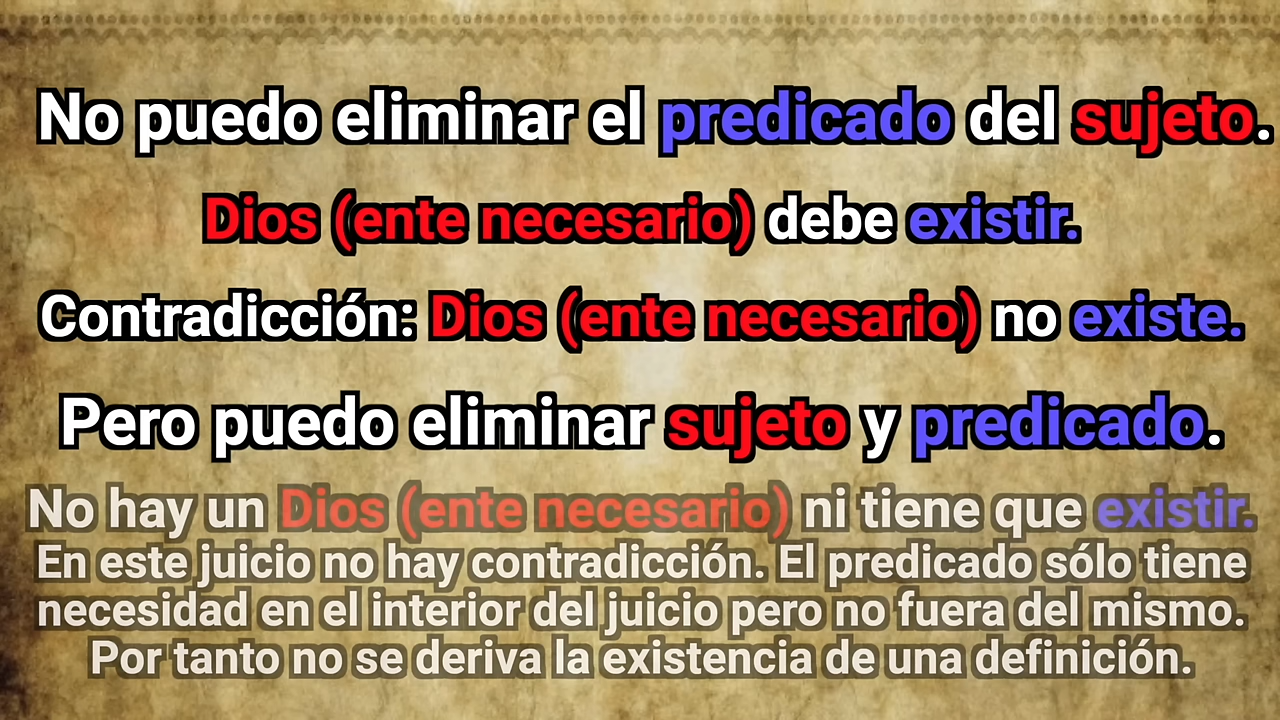 No puedo eliminar el predicado del sujeto.
Dios (ente necesario) debe existir.
Contradicción: Dios (ente necesario) no existe.
Pero puedo eliminar sujeto y predicado.
No hay un Dios (ente necesario) ni tiene que existir.
En este juicio no hay contradicción. El predicado sólo tiene
necesidad en el interior del juicio pero no fuera del mismo.
Por tanto no se deriva la existencia de una definición.